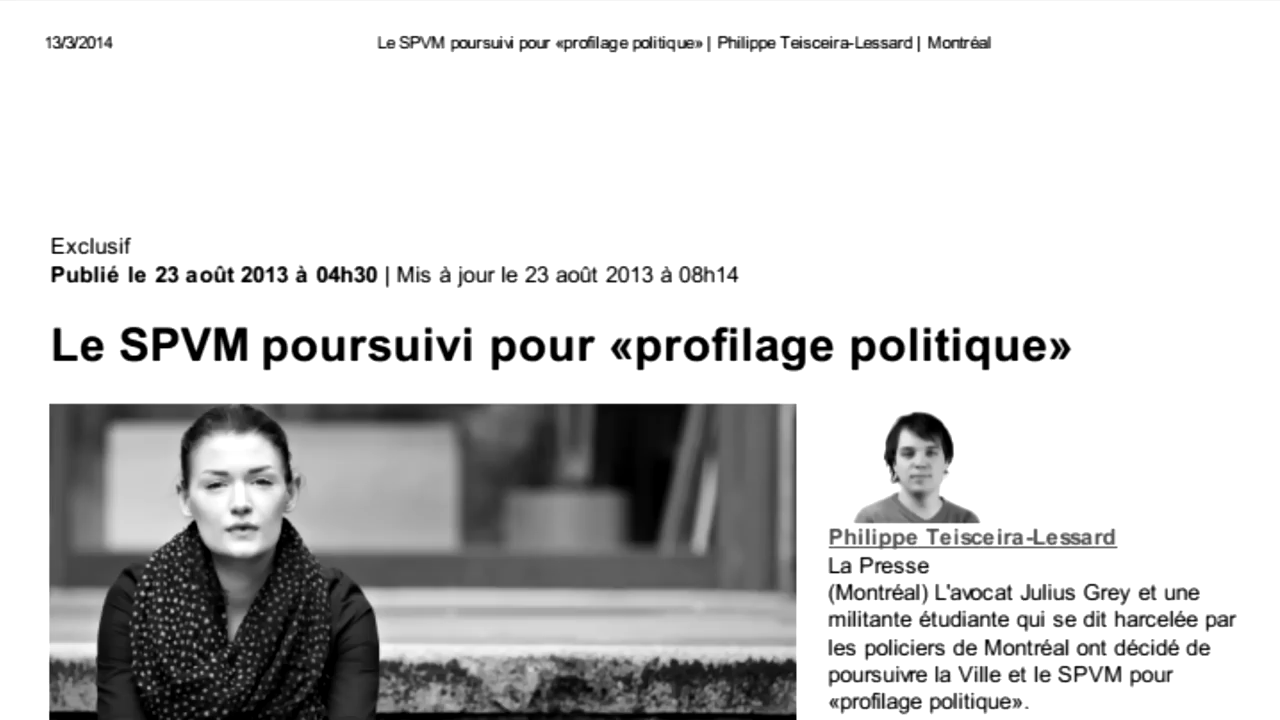 13/3/2014
Le SPVM poursuivi pour «profilage politique» | Philippe Teisceira-Lessard | Montréal
Exclusif
Publié le 23 août 2013 à 04h30 | Mis à jour le 23 août 2013 à 08h14
Le SPVM poursuivi pour «profilage politique»
Philippe Teisceira-Lessard
La Presse
(Montréal) L'avocat Julius Grey et une
militante étudiante qui se dit harcelée par
les policiers de Montréal ont décidé de
poursuivre la Ville et le SPVM pour
«profilage politique».